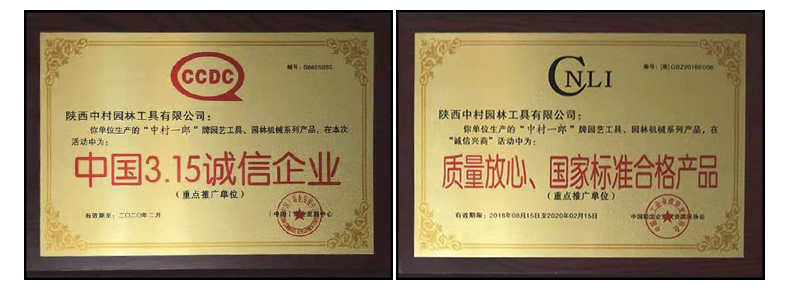 CCDC
编号：
陕西中村园林工具有限公司：
你单位生产的“中村一郎”牌园艺工具、园林机械系列产品，在本次
活动中为：
中国3.15诚信企业
（重点推广单位）
有效期至：二〇二〇年二月
CNLI
编号：
陕西中村园林工具有限公司：
你单位生产的“中村一郎”牌园艺工具、园林机械系列产品，在
“诚信兴商”活动中为：
质量放心、国家标准合格产品
（重点推广单位）
有效期限：2018年08月15日至2020年02月15日